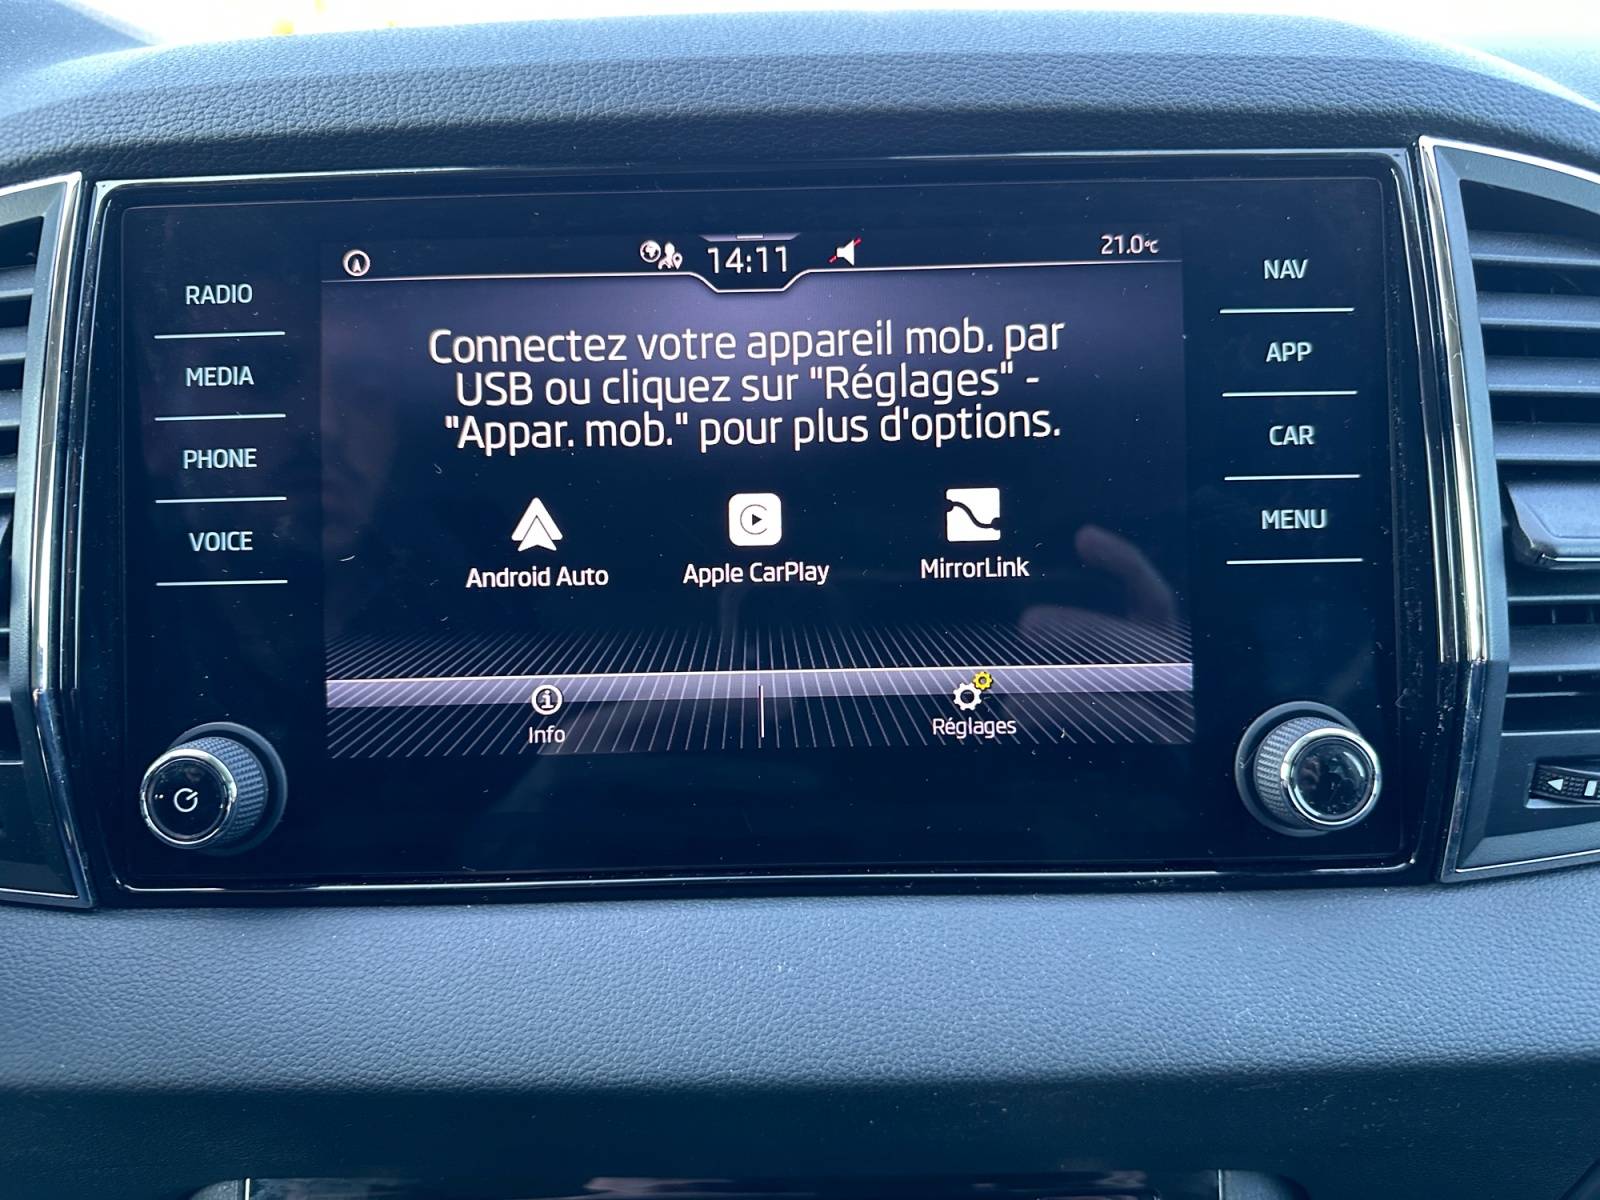 14:11
21.0°C
RADIO
MEDIA
PHONE
VOICE
Connectez votre appareil mob. par
USB ou cliquez sur "Réglages" -
"Appar. mob." pour plus d'options.
Android Auto
Apple CarPlay
MirrorLink
Info
Réglages
NAV
APP
CAR
MENU